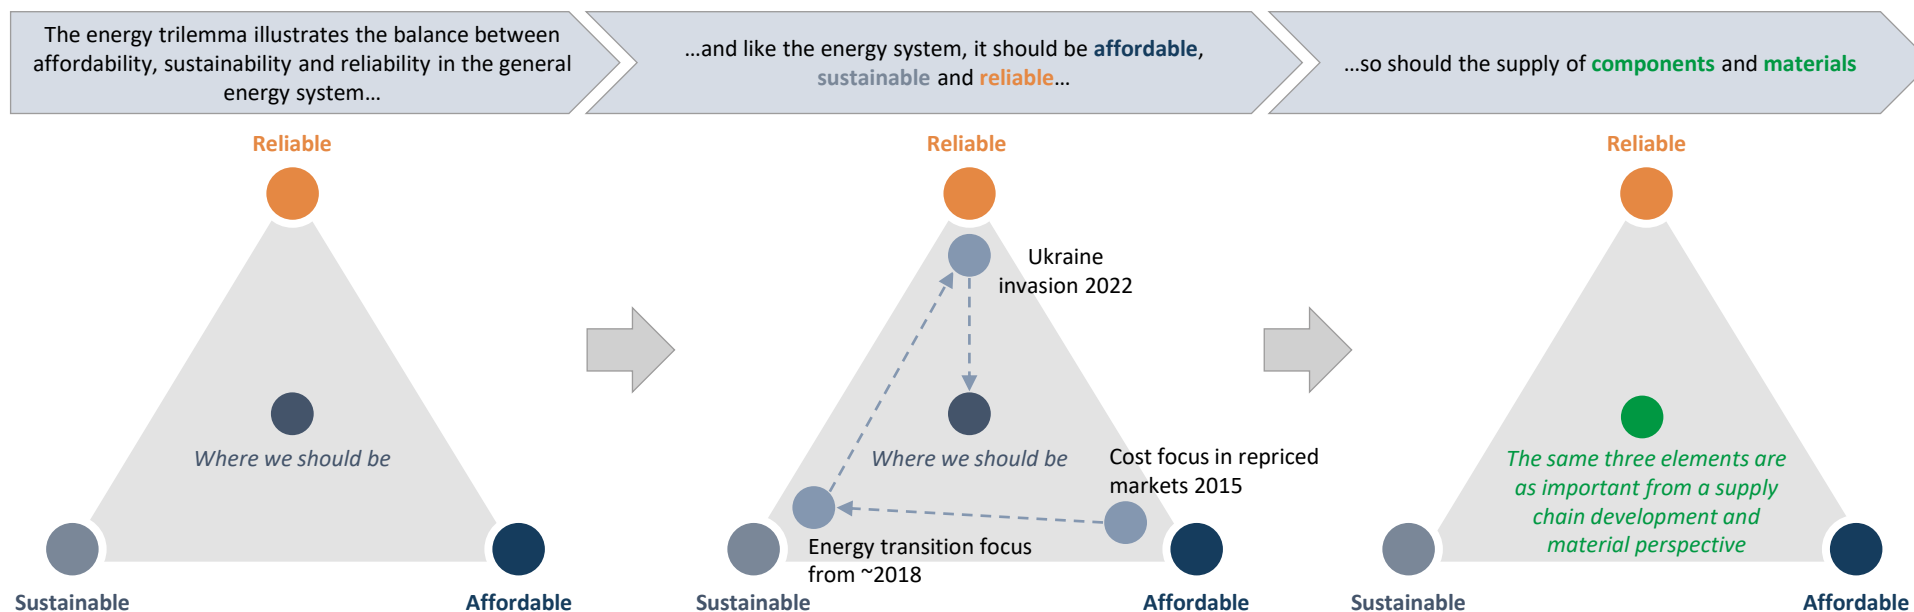 The energy trilemma illustrates the balance between
affordability, sustainability and reliability in the general
energy system…
…and like the energy system, it should be affordable,
sustainable and reliable…
…so should the supply of components and materials
Reliable
Where we should be
Sustainable
Affordable
Reliable
Ukraine
invasion 2022
Where we should be
Cost focus in repriced
markets 2015
Energy transition focus
from ~2018
Sustainable
Affordable
Reliable
The same three elements are
as important from a supply
chain development and
material perspective
Sustainable
Affordable